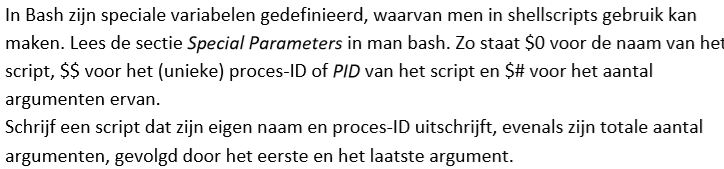 In Bash zijn speciale variabelen gedefinieerd, waarvan men in shellscripts gebruik kan
maken. Lees de sectie Special Parameters in man bash. Zo staat $0 voor de naam van het
script, $$ voor het (unieke) proces-ID of PID van het script en $# voor het aantal
argumenten ervan.
Schrijf een script dat zijn eigen naam en proces-ID uitschrijft, evenals zijn totale aantal
argumenten, gevolgd door het eerste en het laatste argument.